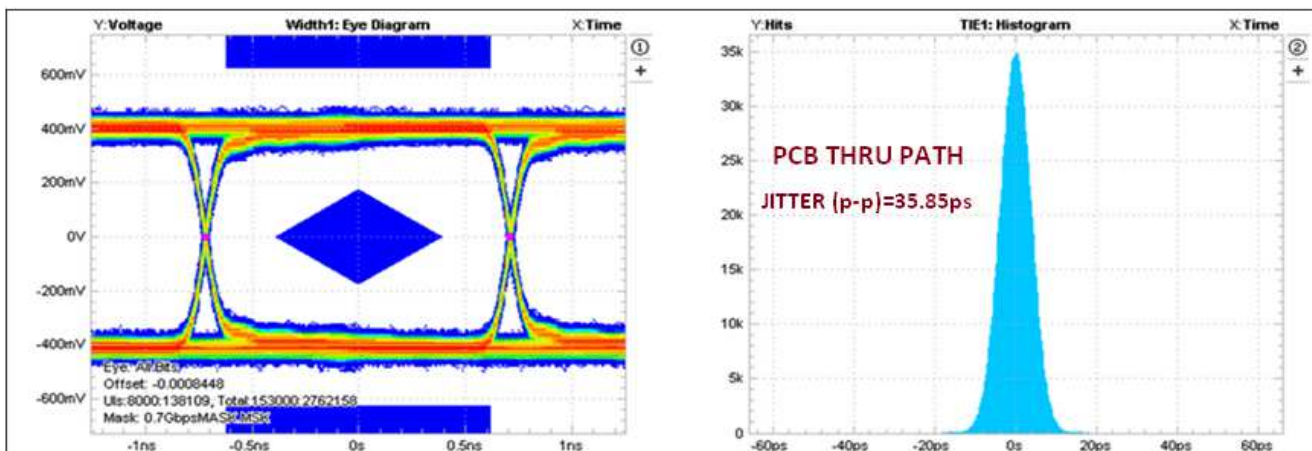 Y:Voltage Width1: Eye Diagram X:Time
①
+
600mV
400mV
200mV
0V
-200mV
-400mV
-600mV
Eye: All Bits
Offset: -0.0008448
UIs:8000:138109, Total:153000:2762158
Mask: 0.7GbpsMASK.MSK
-1ns -0.5ns 0s 0.5ns 1ns
Y:Hits TIE1: Histogram X:Time
②
+
35k
30k
25k
20k
15k
10k
5k
0
PCB THRU PATH
JITTER (p-p)=35.85ps
-60ps -40ps -20ps 0s 20ps 40ps 60ps